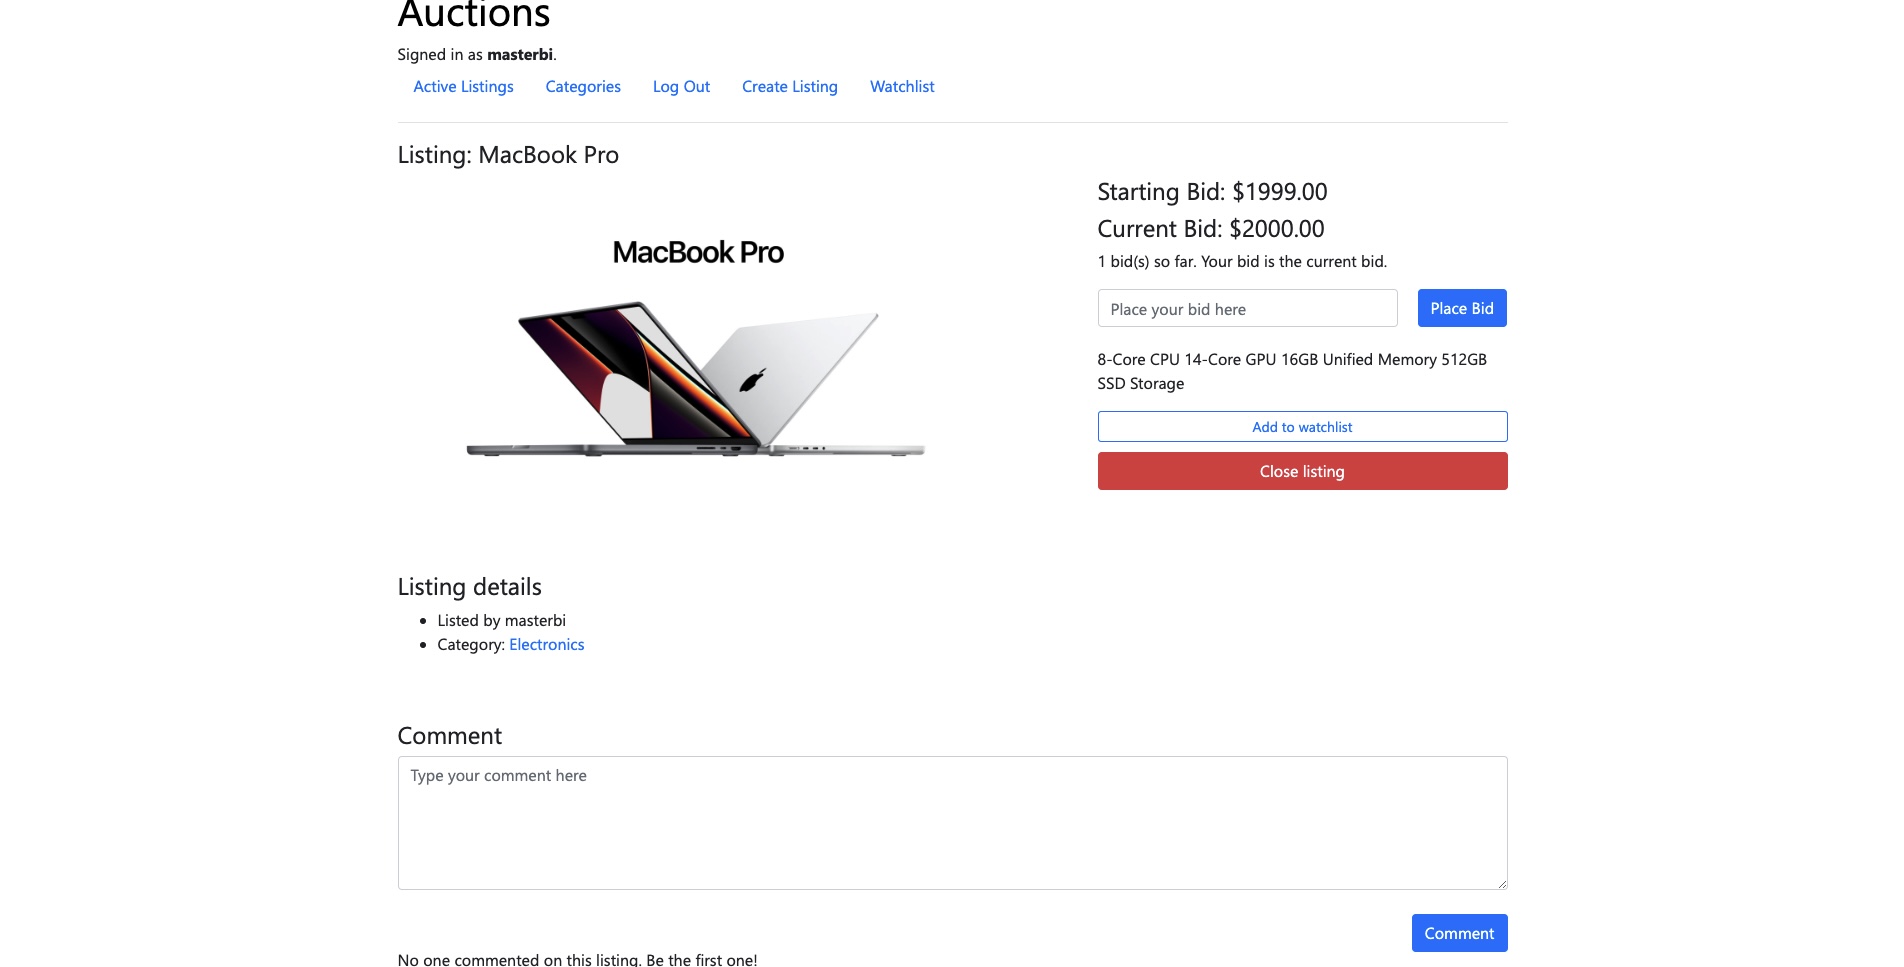 Auctions
Signed in as masterbi.
Active Listings Categories Log Out Create Listing Watchlist
Listing: MacBook Pro
MacBook Pro
Starting Bid: $1999.00
Current Bid: $2000.00
1 bid(s) so far. Your bid is the current bid.
Place your bid here
Place Bid
8-Core CPU 14-Core GPU 16GB Unified Memory 512GB
SSD Storage
Add to watchlist
Close listing
Listing details
Listed by masterbi
Category: Electronics
Comment
Type your comment here
Comment
No one commented on this listing. Be the first one!